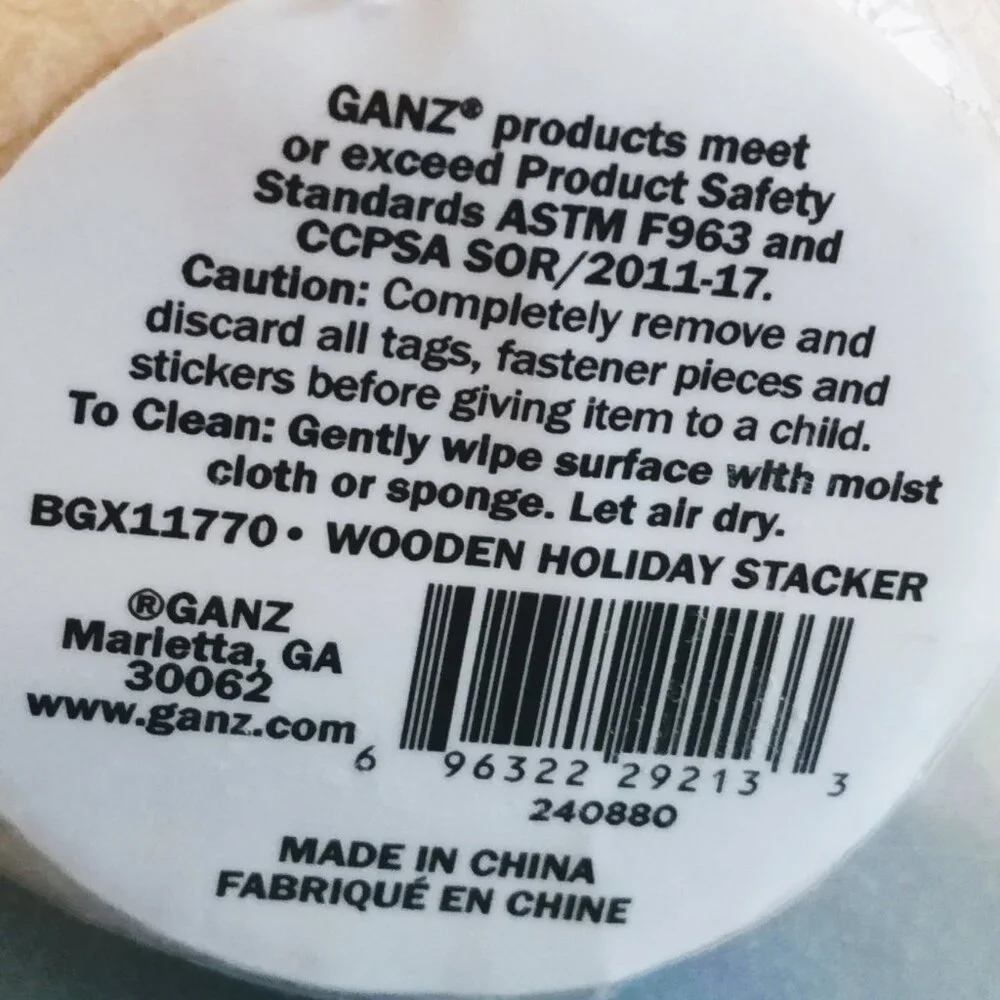 GANZ® products meet
or exceed Product Safety
Standards ASTM F963 and
CCPSA SOR/2011-17.
Caution: Completely remove and
discard all tags, fastener pieces and
stickers before giving item to a child.
To Clean: Gently wipe surface with moist
cloth or sponge. Let air dry.
BGX11770 • WOODEN HOLIDAY STACKER
®GANZ
Marietta, GA
30062
www.ganz.com
6 96322 29213 3
240880
MADE IN CHINA
FABRIQUÉ EN CHINE